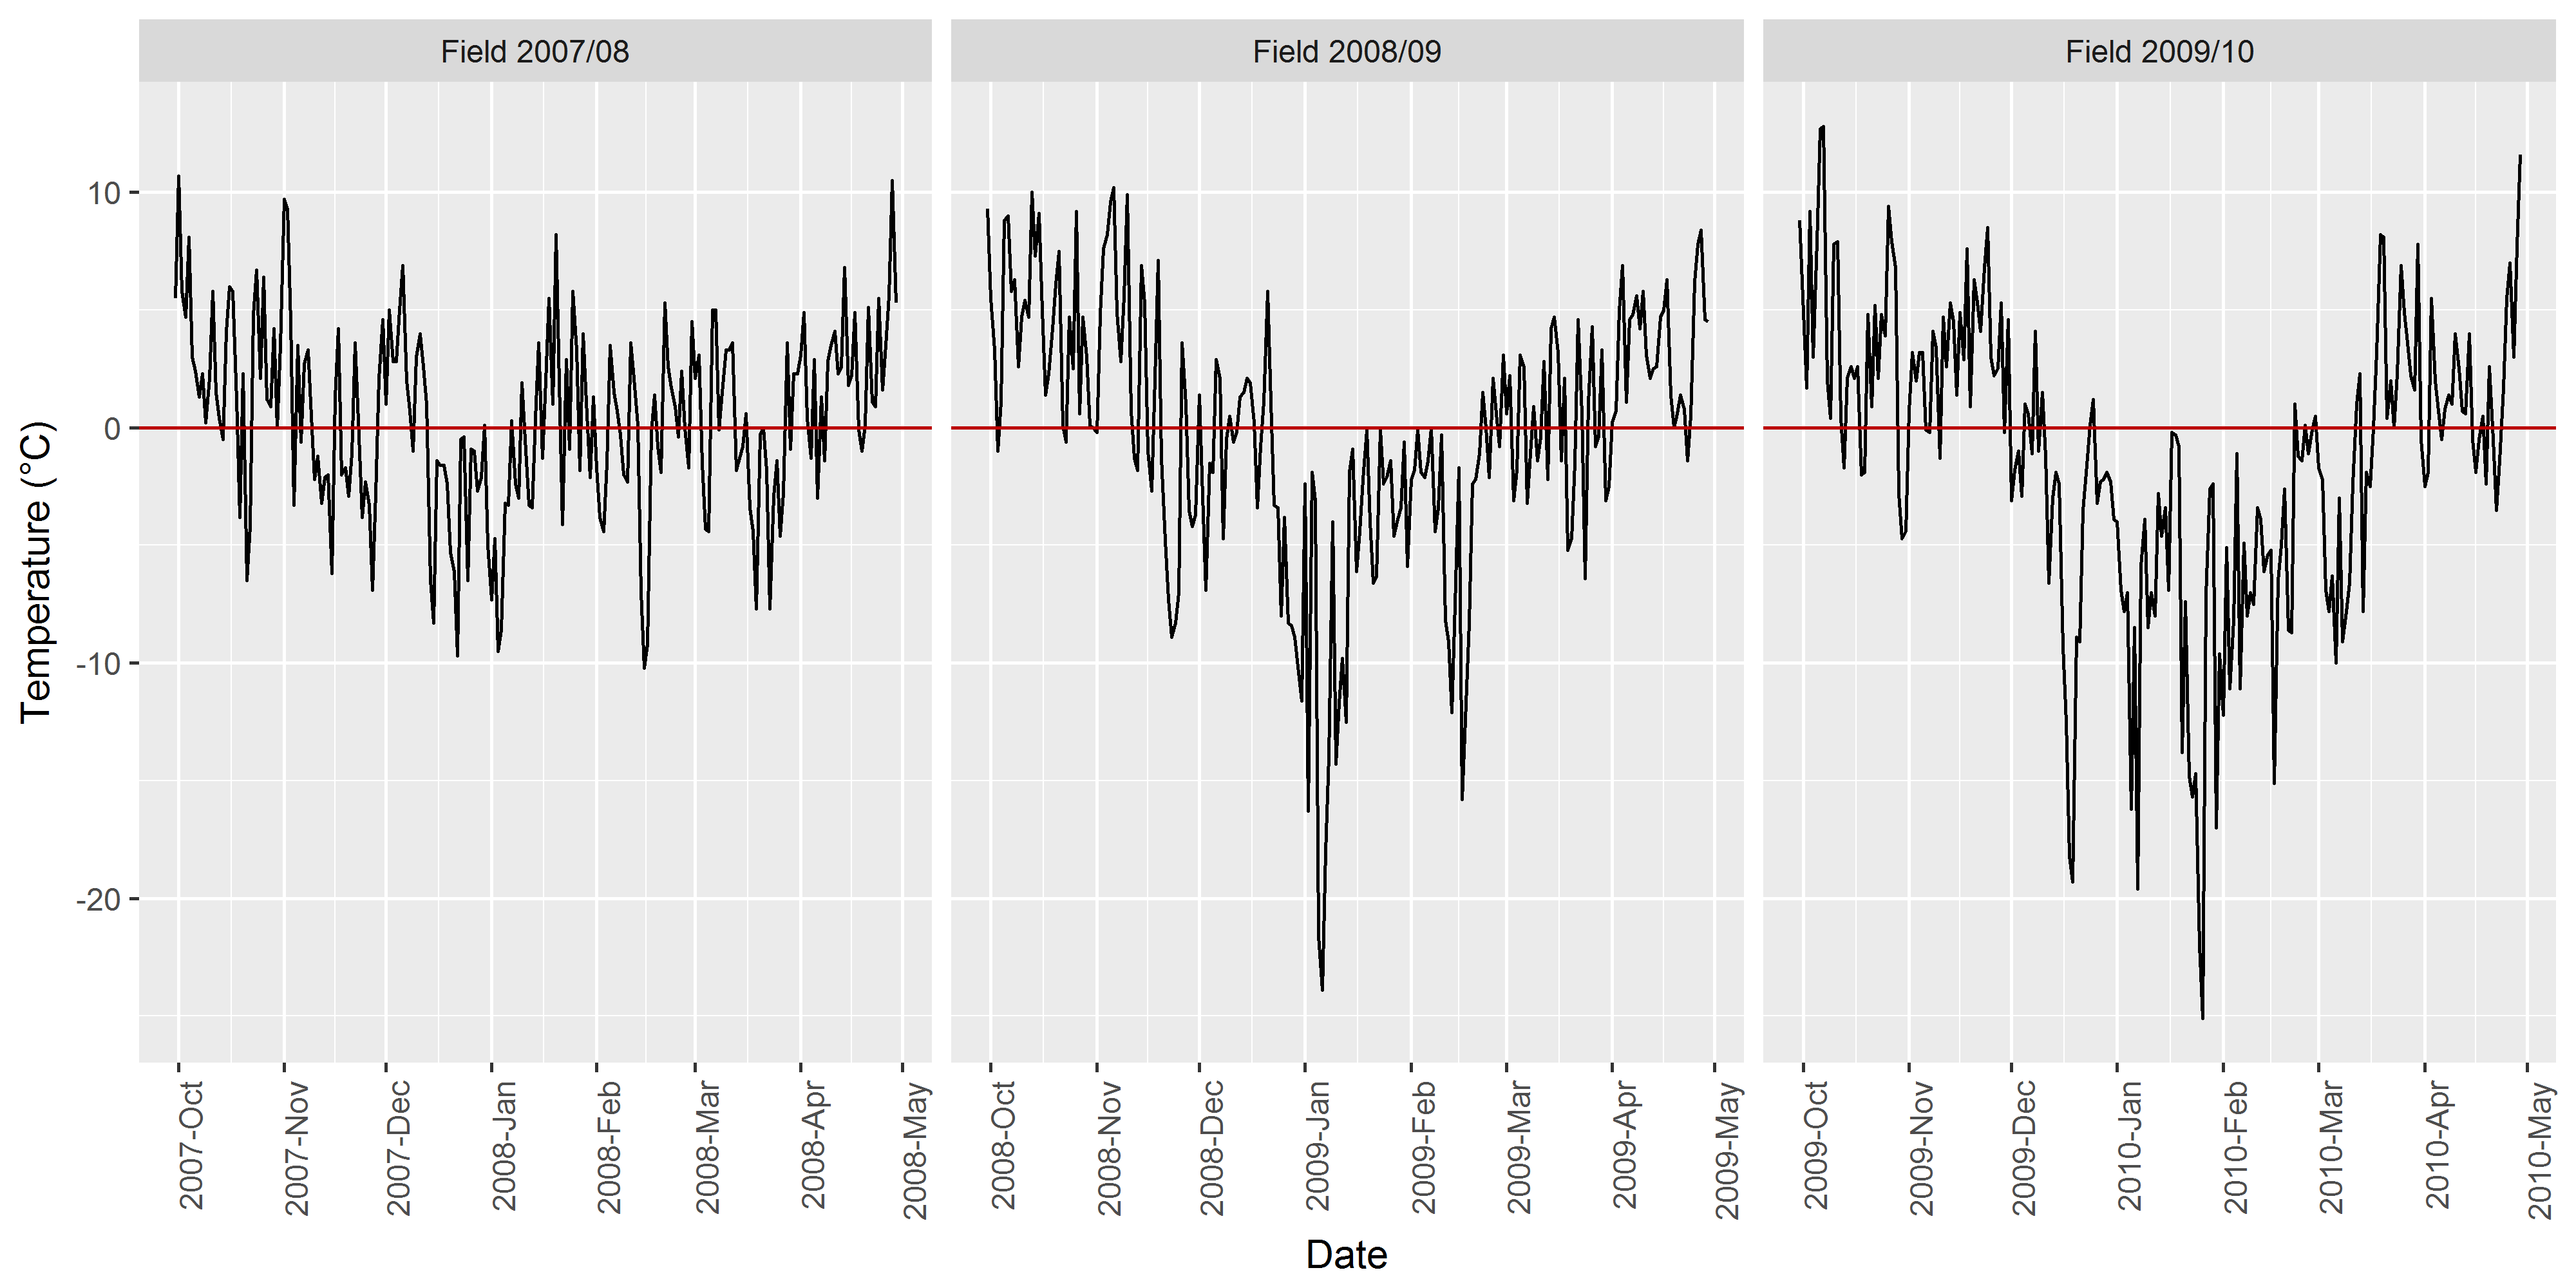 Field 2007/08
Field 2008/09
Field 2009/10
Temperature (°C)
10
0
-10
-20
2007-Oct
2007-Nov
2007-Dec
2008-Jan
2008-Feb
2008-Mar
2008-Apr
2008-May
2008-Oct
2008-Nov
2008-Dec
2009-Jan
2009-Feb
2009-Mar
2009-Apr
2009-May
2009-Oct
2009-Nov
2009-Dec
2010-Jan
2010-Feb
2010-Mar
2010-Apr
2010-May
Date